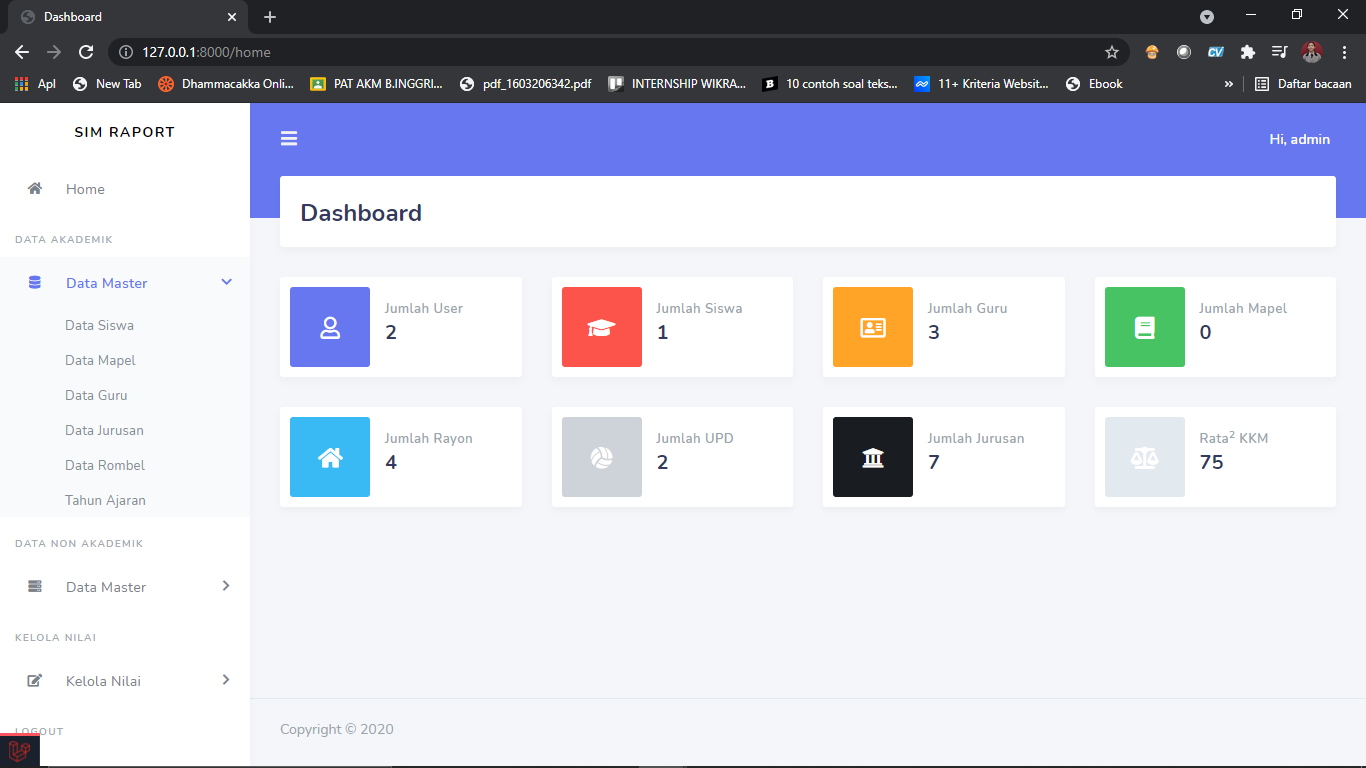 Dashboard
127.0.0.1:8000/home
Apl
New Tab
Dhammacakka Onli...
PAT AKM B.INGGRI...
pdf_1603206342.pdf
INTERNSHIP WIKRA...
10 contoh soal teks...
11+ Kriteria Websit...
Ebook
»
Daftar bacaan
SIM RAPORT
Home
DATA AKADEMIK
Data Master
Data Siswa
Data Mapel
Data Guru
Data Jurusan
Data Rombel
Tahun Ajaran
DATA NON AKADEMIK
Data Master
KELOLA NILAI
Kelola Nilai
LOGOUT
Hi, admin
Dashboard
Jumlah User
2
Jumlah Siswa
1
Jumlah Guru
3
Jumlah Mapel
0
Jumlah Rayon
4
Jumlah UPD
2
Jumlah Jurusan
7
Rata² KKM
75
Copyright © 2020